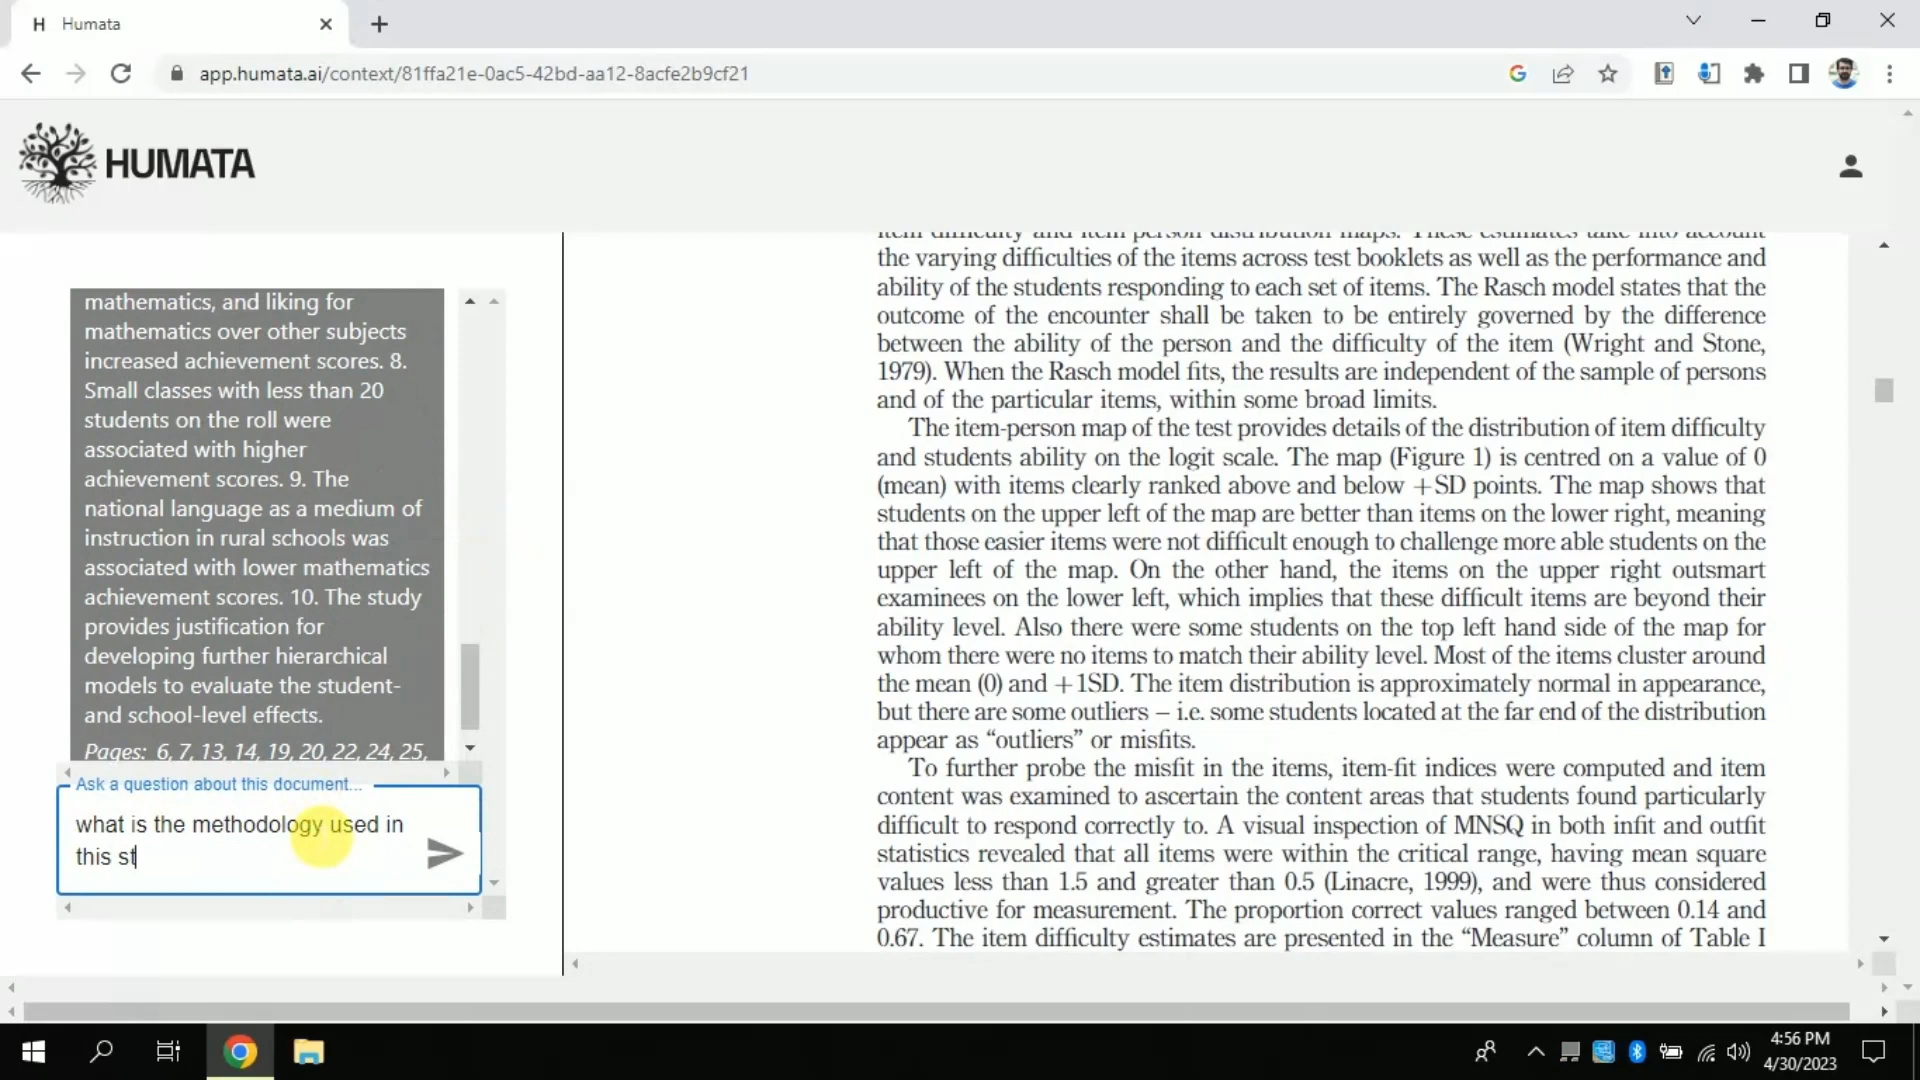 H Humata
app.humata.ai/context/81ffa21e-0ac5-42bd-aa12-8acfe2b9cf21
HUMATA
mathematics, and liking for
mathematics over other subjects
increased achievement scores. 8.
Small classes with less than 20
students on the roll were
associated with higher
achievement scores. 9. The
national language as a medium of
instruction in rural schools was
associated with lower mathematics
achievement scores. 10. The study
provides justification for
developing further hierarchical
models to evaluate the student-
and school-level effects.
Pages: 6, 7, 13, 14, 19, 20, 22, 24, 25,
Ask a question about this document...
what is the methodology used in
this st
item difficulty and item person distribution maps. These estimates take into account
the varying difficulties of the items across test booklets as well as the performance and
ability of the students responding to each set of items. The Rasch model states that the
outcome of the encounter shall be taken to be entirely governed by the difference
between the ability of the person and the difficulty of the item (Wright and Stone,
1979). When the Rasch model fits, the results are independent of the sample of persons
and of the particular items, within some broad limits.
The item-person map of the test provides details of the distribution of item difficulty
and students ability on the logit scale. The map (Figure 1) is centred on a value of 0
(mean) with items clearly ranked above and below +SD points. The map shows that
students on the upper left of the map are better than items on the lower right, meaning
that those easier items were not difficult enough to challenge more able students on the
upper left of the map. On the other hand, the items on the upper right outsmart
examinees on the lower left, which implies that these difficult items are beyond their
ability level. Also there were some students on the top left hand side of the map for
whom there were no items to match their ability level. Most of the items cluster around
the mean (0) and +1SD. The item distribution is approximately normal in appearance,
but there are some outliers – i.e. some students located at the far end of the distribution
appear as “outliers” or misfits.
To further probe the misfit in the items, item-fit indices were computed and item
content was examined to ascertain the content areas that students found particularly
difficult to respond correctly to. A visual inspection of MNSQ in both infit and outfit
statistics revealed that all items were within the critical range, having mean square
values less than 1.5 and greater than 0.5 (Linacre, 1999), and were thus considered
productive for measurement. The proportion correct values ranged between 0.14 and
0.67. The item difficulty estimates are presented in the “Measure” column of Table I
4:56 PM
4/30/2023